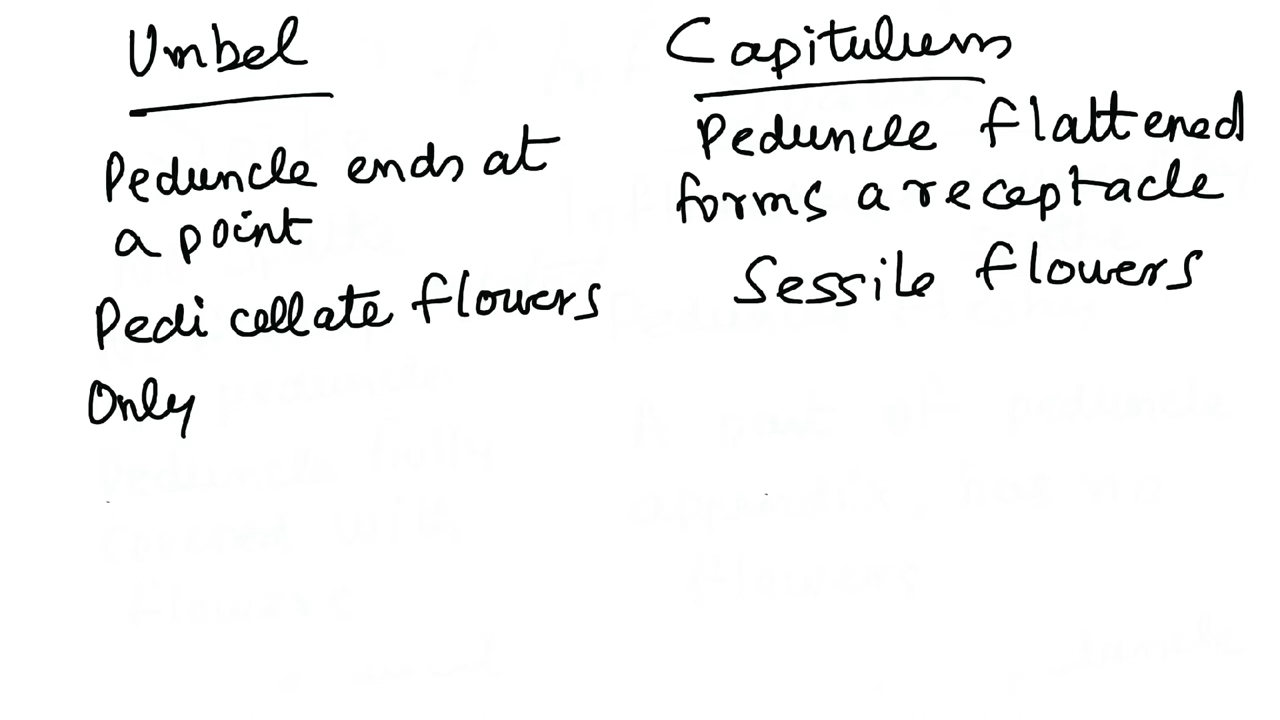 Umbel
Peduncle ends at
a point
Pedicellate flowers
Only
Capitulum
Peduncle flattened
forms a receptacle
Sessile flowers